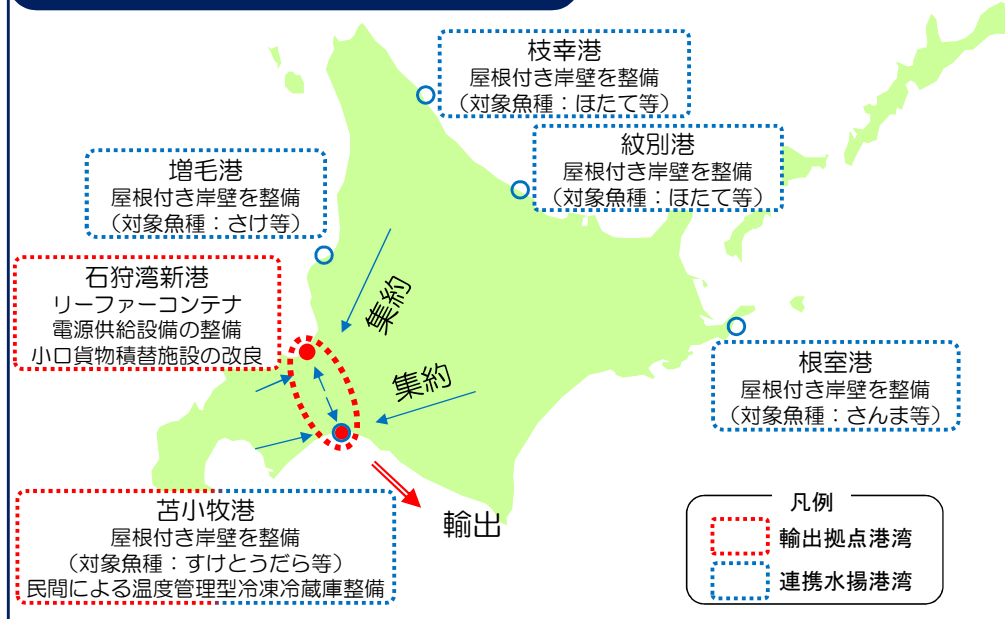 枝幸港
屋根付き岸壁を整備
（対象魚種：ほたて等）
紋別港
屋根付き岸壁を整備
（対象魚種：ほたて等）
増毛港
屋根付き岸壁を整備
（対象魚種：さけ等）
石狩湾新港
リーファーコンテナ
電源供給設備の整備
小口貨物積替施設の改良
集約
集約
根室港
屋根付き岸壁を整備
（対象魚種：さんま等）
苫小牧港
屋根付き岸壁を整備
（対象魚種：すけとうだら等）
民間による温度管理型冷凍冷蔵庫整備
輸出
凡例
輸出拠点港湾
連携水揚港湾